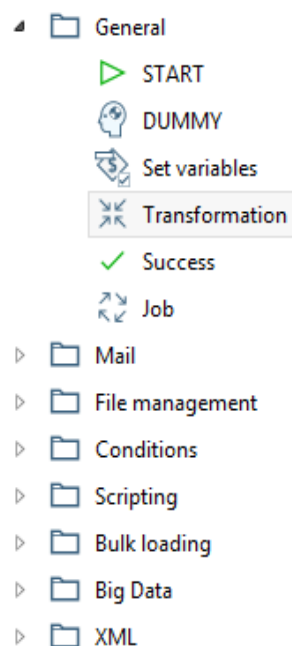 General
START
DUMMY
Set variables
Transformation
Success
Job
Mail
File management
Conditions
Scripting
Bulk loading
Big Data
XML